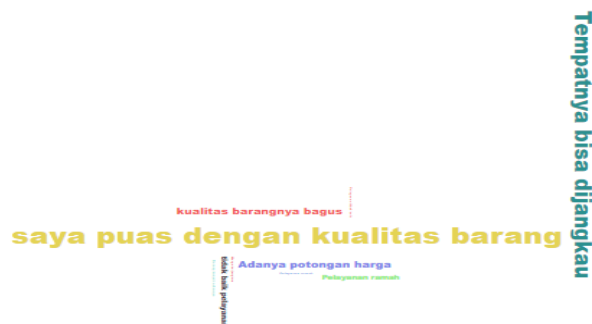 Tempatnya bisa dijangkau
kualitas barangnya bagus
saya puas dengan kualitas barang
Adanya potongan harga
Pelayanan ramah
tidak baik pelayanan